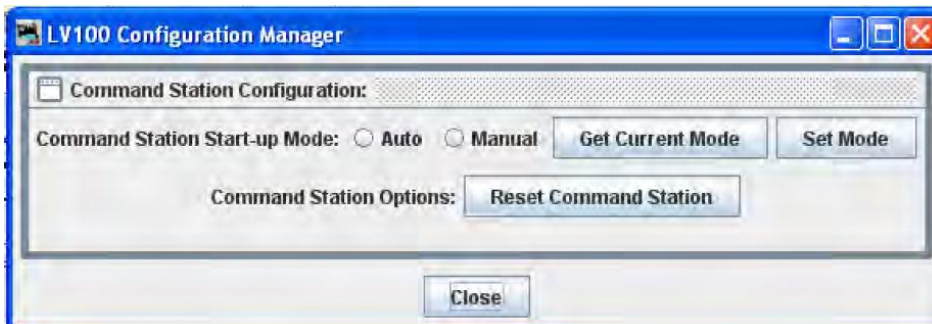 LV100 Configuration Manager
Command Station Configuration:
Command Station Start-up Mode: Auto Manual Get Current Mode Set Mode
Command Station Options: Reset Command Station
Close